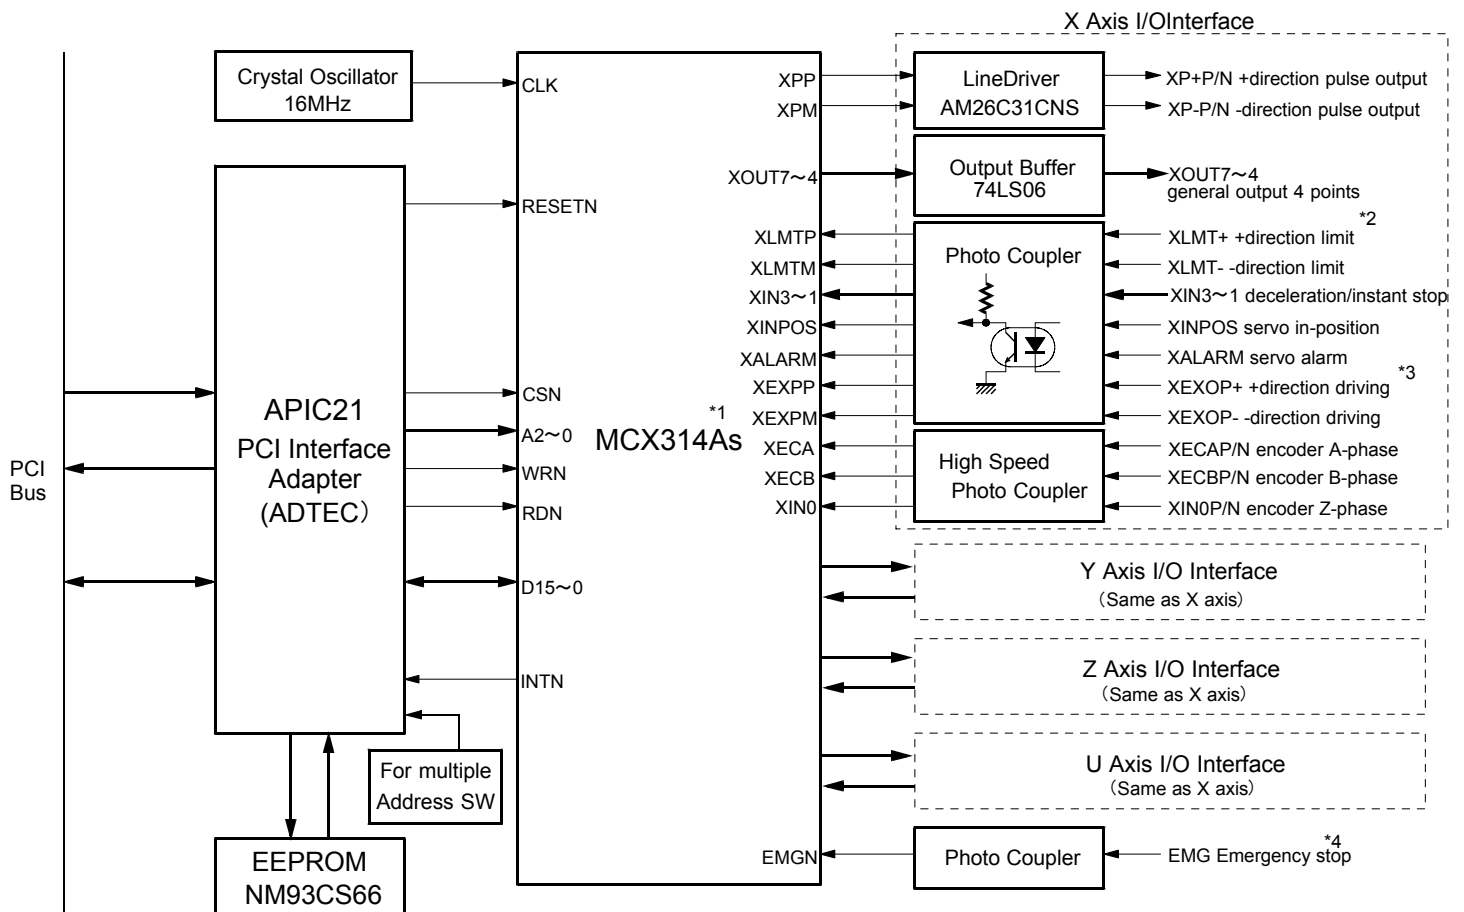 X Axis I/OInterface
Crystal Oscillator
16MHz
CLK
XPP
XPM
LineDriver
AM26C31CNS
XP+P/N +direction pulse output
XP-P/N -direction pulse output
XOUT7～4
Output Buffer
74LS06
XOUT7～4
general output 4 points
RESETN
*2
XLMTP
XLMTM
XIN3～1
XINPOS
XALARM
XEXPP
XEXPM
XECA
XECB
XIN0
Photo Coupler
XLMT+ +direction limit
XLMT- -direction limit
XIN3～1 deceleration/instant stop
XINPOS servo in-position
XALARM servo alarm
XEXOP+ +direction driving
*3
XEXOP- -direction driving
High Speed
Photo Coupler
XECAP/N encoder A-phase
XECBP/N encoder B-phase
XIN0P/N encoder Z-phase
PCI
Bus
APIC21
PCI Interface
Adapter
(ADTEC）
CSN
A2～0
WRN
RDN
D15～0
INTN
*1
MCX314As
Y Axis I/O Interface
（Same as X axis）
Z Axis I/O Interface
（Same as X axis）
U Axis I/O Interface
（Same as X axis）
For multiple
Address SW
EEPROM
NM93CS66
EMGN
Photo Coupler
*4
EMG Emergency stop